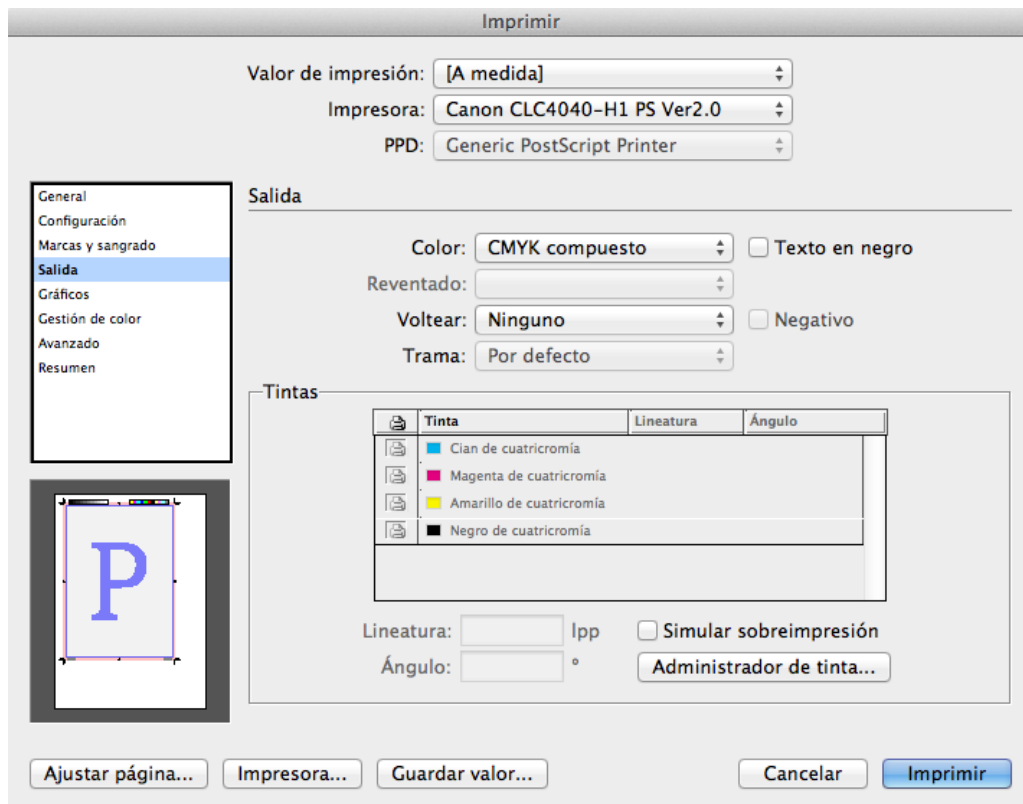 Imprimir
Valor de impresión: [A medida]
Impresora: Canon CLC4040-H1 PS Ver2.0
PPD: Generic PostScript Printer
General
Configuración
Marcas y sangrado
Salida
Gráficos
Gestión de color
Avanzado
Resumen
P
Salida
Color: CMYK compuesto Texto en negro
Reventado:
Voltear: Ninguno Negativo
Trama: Por defecto
Tintas
Tinta Lineatura Ángulo
Cian de cuatricromía
Magenta de cuatricromía
Amarillo de cuatricromía
Negro de cuatricromía
Lineatura: lpp Simular sobreimpresión
Ángulo: ° Administrador de tinta...
Ajustar página... Impresora... Guardar valor... Cancelar Imprimir